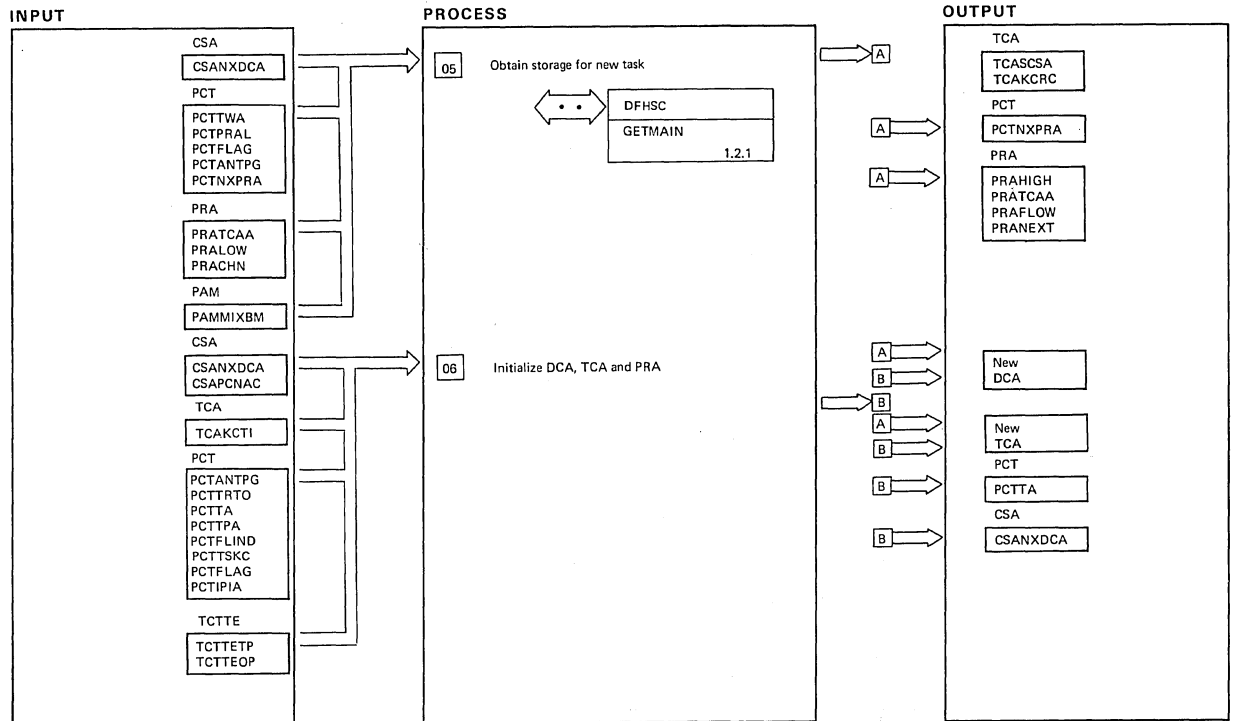 INPUT
CSA
CSANXDCA
PCT
PCTTWA
PCTPRAL
PCTFLAG
PCTANTPG
PCTNXPRA
PRA
PRATCAA
PRALOW
PRACHN
PAM
PAMMIXBM
CSA
CSANXDCA
CSAPCNAC
TCA
TCAKCTI
PCT
PCTANTPG
PCTTRTO
PCTTA
PCTTPA
PCTFLIND
PCTTSKC
PCTFLAG
PCTIPIA
TCTTE
TCTTETP
TCTTEOP
PROCESS
05 Obtain storage for new task
DFHSC
GETMAIN
1.2.1
06 Initialize DCA, TCA and PRA
OUTPUT
A
TCA
TCASCSA
TCAKCRC
PCT
A
PCTNXPRA
PRA
A
PRAHIGH
PRATCAA
PRAFLOW
PRANEXT
A
B
New
DCA
B
A
B
New
TCA
PCT
B
PCTTA
CSA
B
CSANXDCA